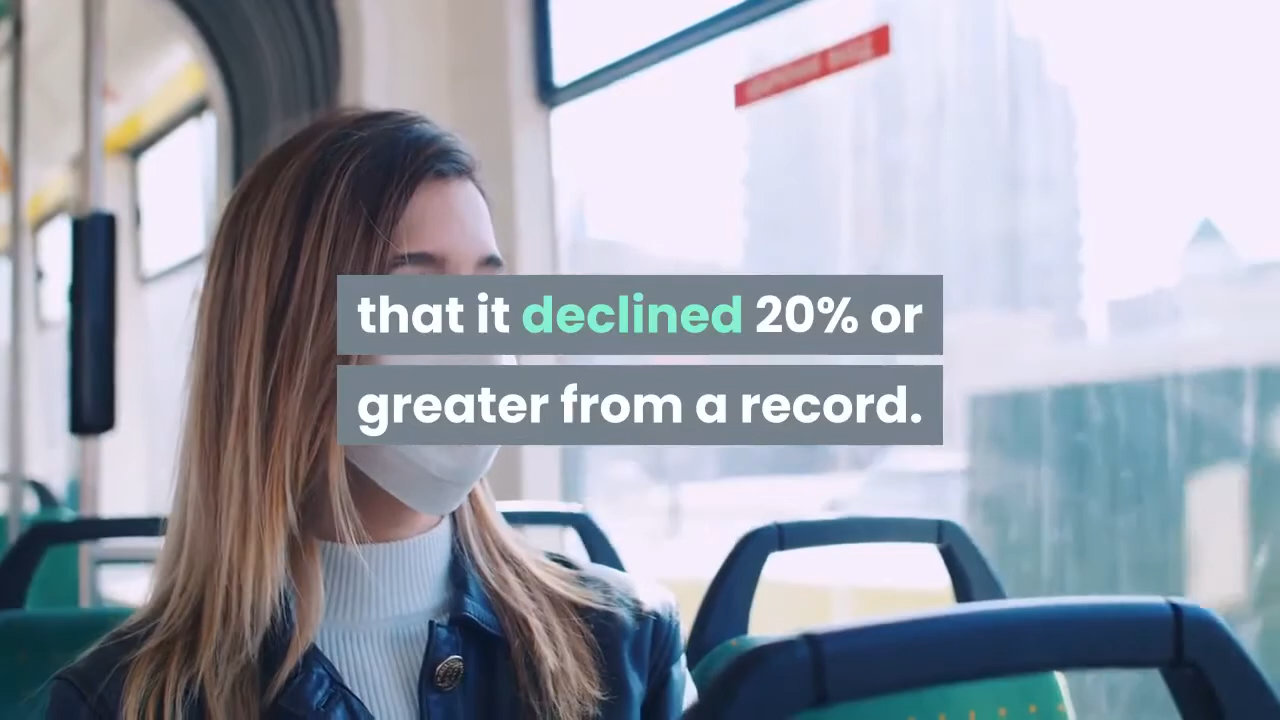 that it declined 20% or
greater from a record.